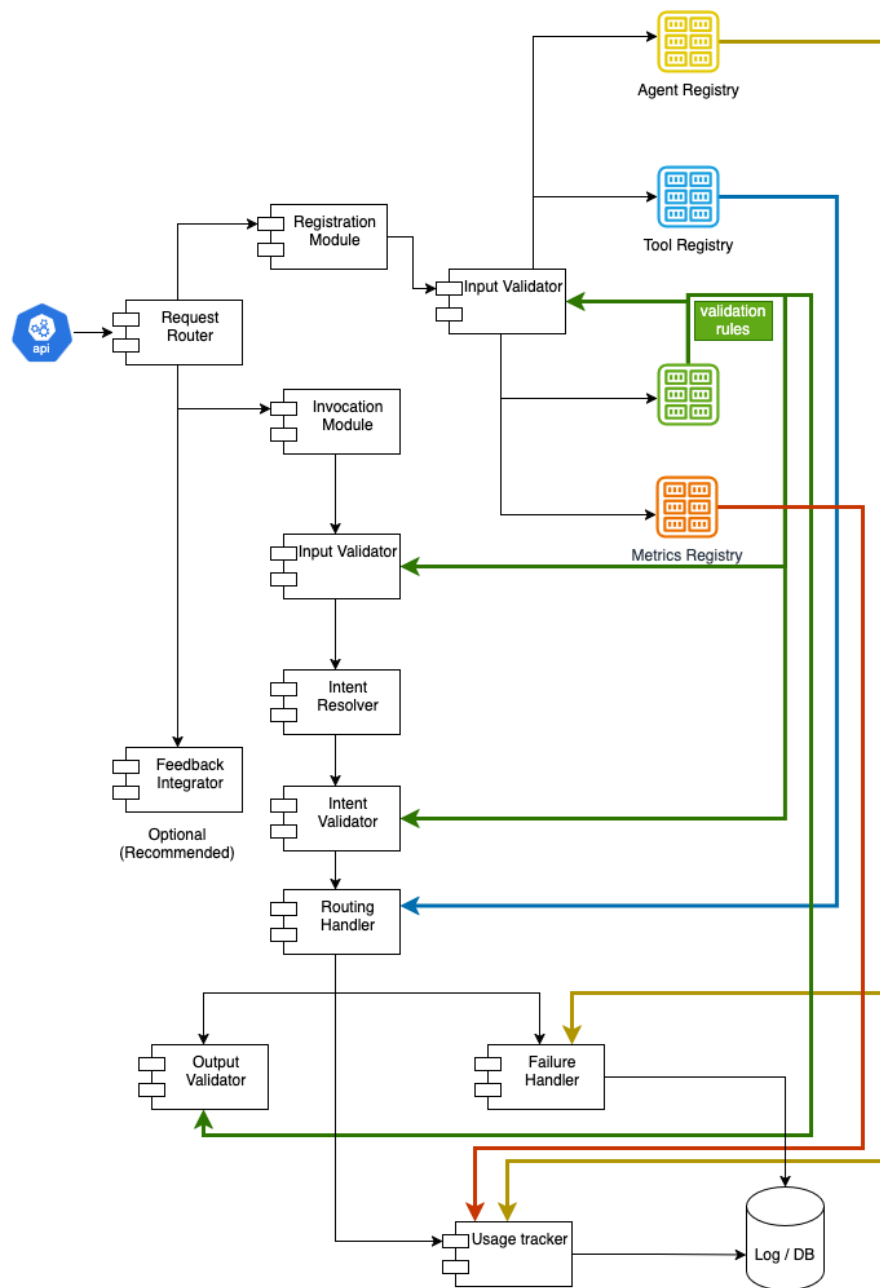 Agent Registry
Tool Registry
Registration
Module
Input Validator
validation
rules
api
Request
Router
Invocation
Module
Metrics Registry
Input Validator
Intent
Resolver
Feedback
Integrator
Optional
(Recommended)
Intent
Validator
Routing
Handler
Output
Validator
Failure
Handler
Usage tracker
Log / DB